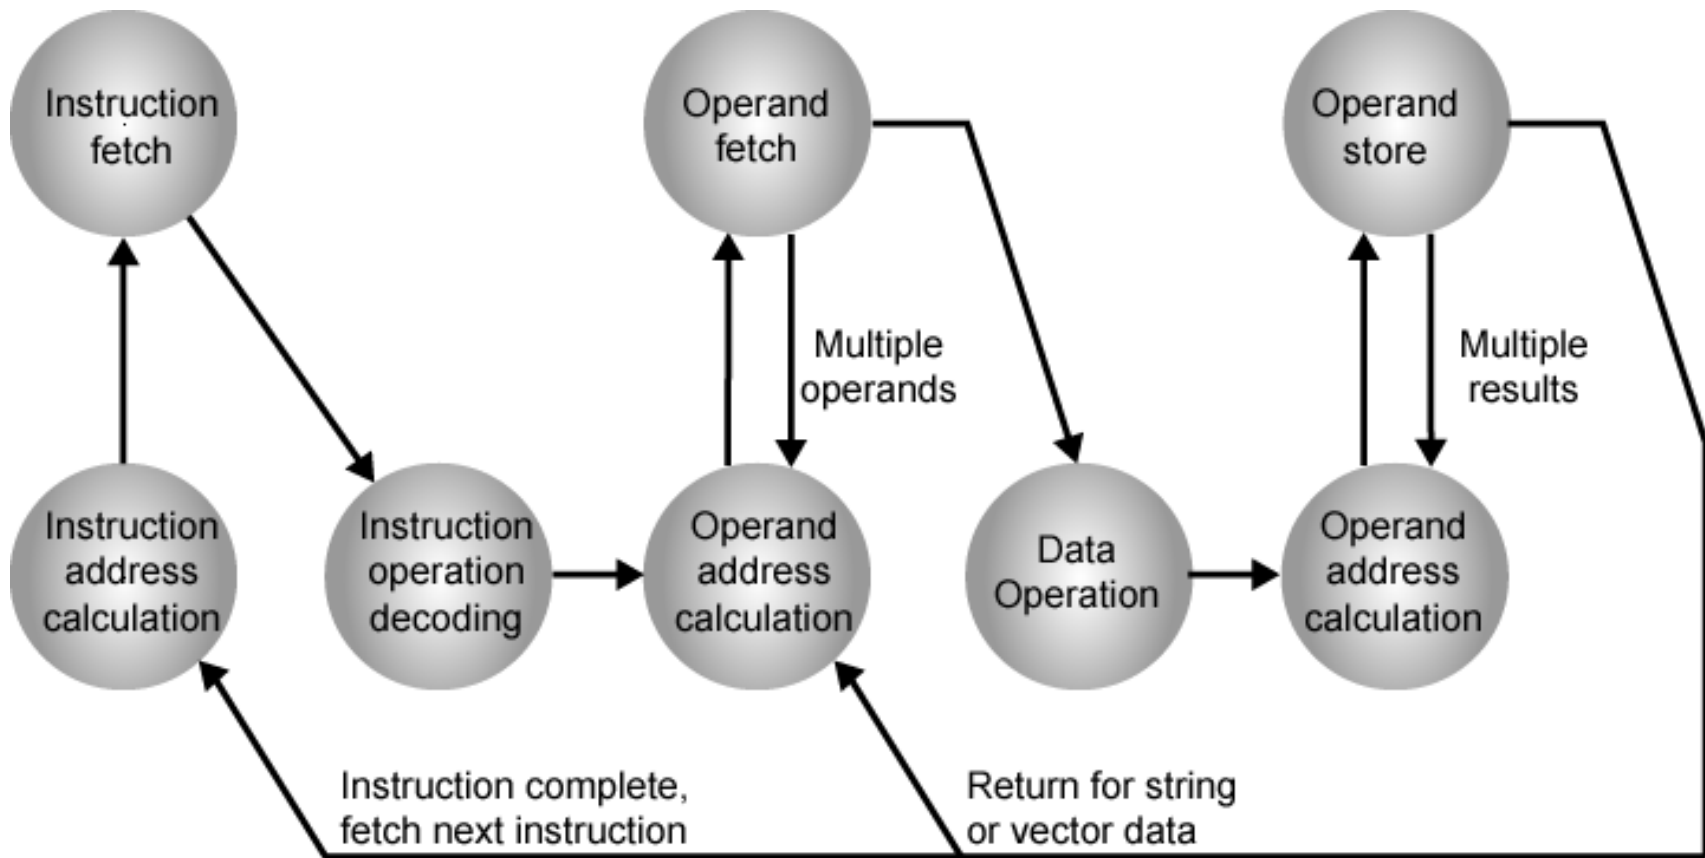 Instruction
fetch
Operand
fetch
Operand
store
Multiple
operands
Multiple
results
Instruction
address
calculation
Instruction
operation
decoding
Operand
address
calculation
Data
Operation
Operand
address
calculation
Instruction complete,
fetch next instruction
Return for string
or vector data